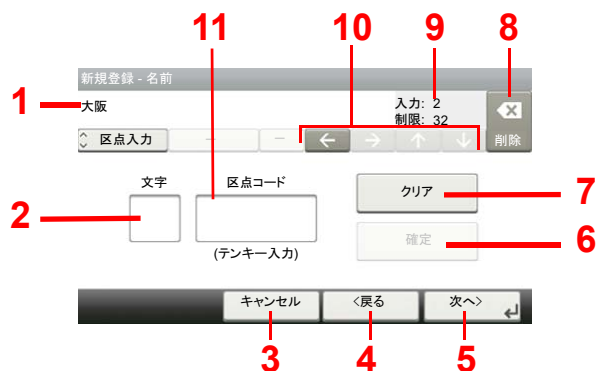 11 10 9 8
新規登録 - 名前
1 大阪 入力: 2
制限: 32
区点入力 + - ← → ↑ ↓ 削除
文字 区点コード
クリア 7
2
確定 6
(テンキー入力)
キャンセル <戻る 次へ>
3 4 5